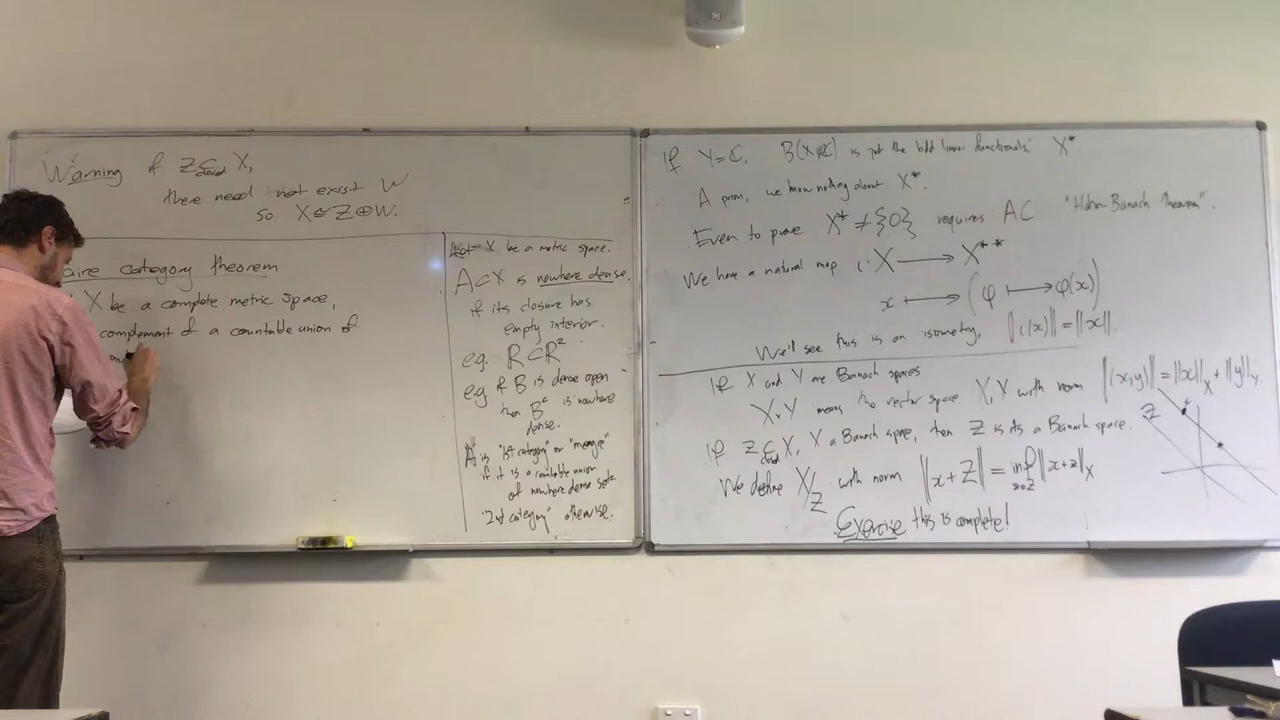 Warning if Z ⊂closed X,
there need not exist W
so X ≅ Z ⊕ W.
aire category theorem
X be a complete metric space,
complement of a countable union of
Let X be a metric space.
A ⊂ X is nowhere dense
if its closure has
empty interior.
e.g. R ⊂ R²
e.g. if B is dense open
then Bᶜ is nowhere
dense.
A is "1st category" or "meagre"
if it is a countable union
of nowhere dense sets
"2nd category" otherwise.
If Y = C, B(X, C) is just the bdd linear functionals, X*
A priori, we know nothing about X*.
Even to prove X* ≠ {0} requires AC "Hahn-Banach Theorem".
We have a natural map ι: X → X**
x ↦ (φ ↦ φ(x))
We'll see this is an isometry, ||ι(x)|| = ||x||.
If X and Y are Banach spaces
X×Y means the vector space X×Y with norm ||(x,y)|| = ||x||_X + ||y||_Y
If Z ⊂closed X, X a Banach space, then Z is its a Banach space.
We define X/Z with norm ||x+Z|| = inf_{z∈Z} ||x+z||_X
Exercise this is complete!
Z